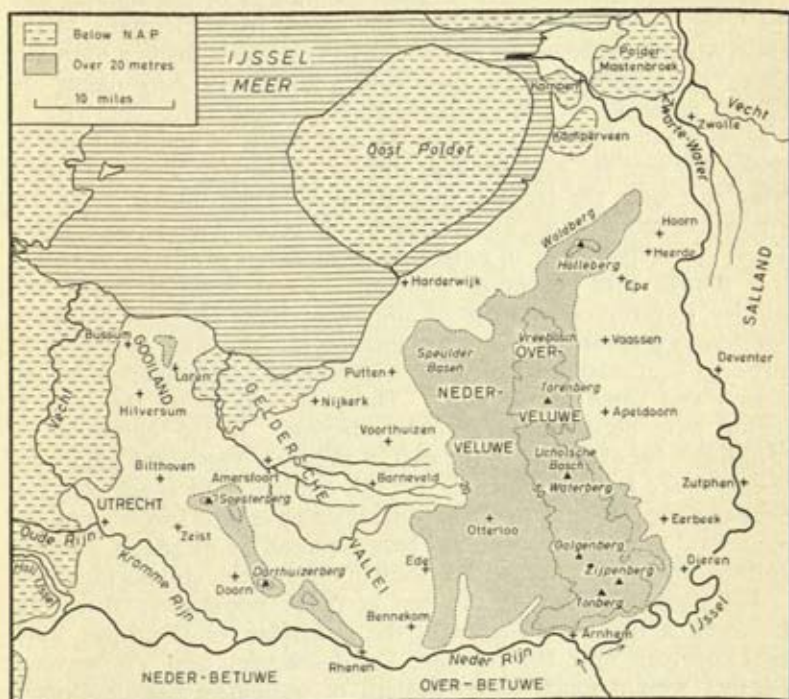 Below N.A.P
Over 20 metres
10 miles
IJSSEL
MEER
Polder
Mastenbroek
Kampen
Vecht
Zwolle
Zwarte-Water
Kamperveen
Oost Polder
Hoorn
Woldberg
Heerde
Holleberg
Epe
Harderwijk
SALLAND
Bussum
GOOILAND
Laren
Speulder
Bosch
Vreebosch
OVER-
Vaassen
Deventer
Putten
NEDER-
Torenberg
VELUWE
Vecht
Hilversum
Nijkerk
Apeldoorn
GELDERSCHE
VALLEI
Voorthuizen
VELUWE
Bilthoven
Amersfoort
Barneveld
Bosch
Waterberg
Zutphen
UTRECHT
Soesterberg
Otterloo
Eerbeek
Oude Rijn
Zeist
Holl. IJssel
Kromme Rijn
Galgenberg
Zijpenberg
Dieren
Doorn
Darthuizerberg
Ede
Tonberg
IJssel
Bennekom
Arnhem
Rhenen
Neder Rijn
NEDER-BETUWE
OVER-BETUWE